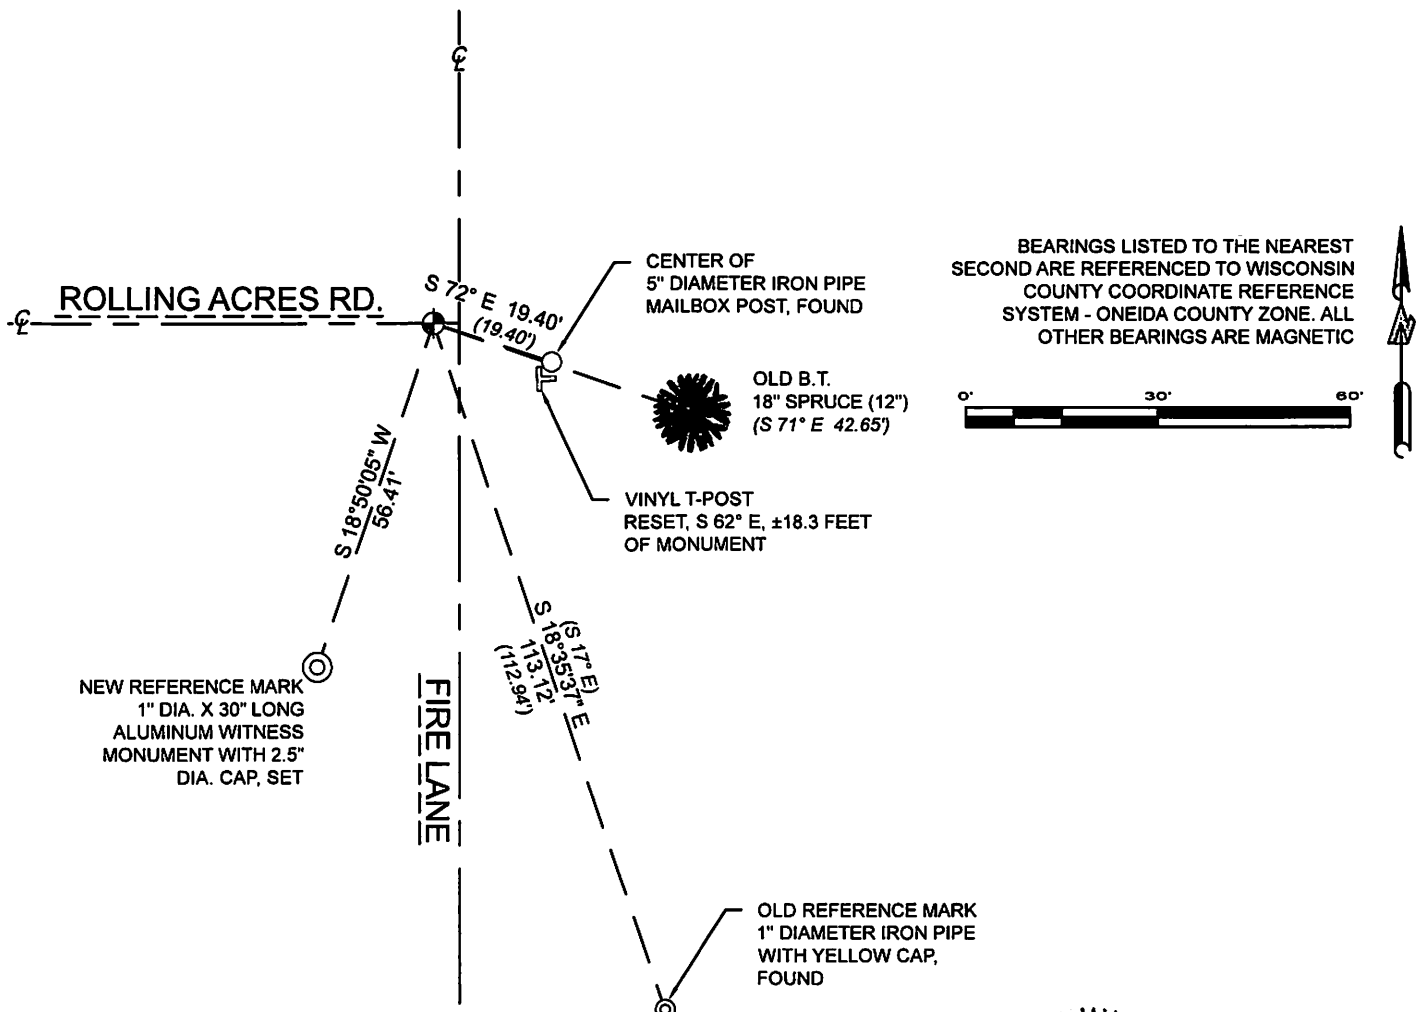 ℄
CENTER OF
5" DIAMETER IRON PIPE
MAILBOX POST, FOUND
BEARINGS LISTED TO THE NEAREST
SECOND ARE REFERENCED TO WISCONSIN
COUNTY COORDINATE REFERENCE
SYSTEM - ONEIDA COUNTY ZONE. ALL
OTHER BEARINGS ARE MAGNETIC
N
℄
ROLLING ACRES RD.
S 72° E 19.40'
(19.40')
OLD B.T.
18" SPRUCE (12")
(S 71° E 42.65')
0' 30' 60'
VINYL T-POST
RESET, S 62° E, ±18.3 FEET
OF MONUMENT
S 18°50'05" W
56.41'
(S 17° E)
S 18°35'37" E
113.12'
(112.94')
NEW REFERENCE MARK
1" DIA. X 30" LONG
ALUMINUM WITNESS
MONUMENT WITH 2.5"
DIA. CAP, SET
FIRE LANE
OLD REFERENCE MARK
1" DIAMETER IRON PIPE
WITH YELLOW CAP,
FOUND